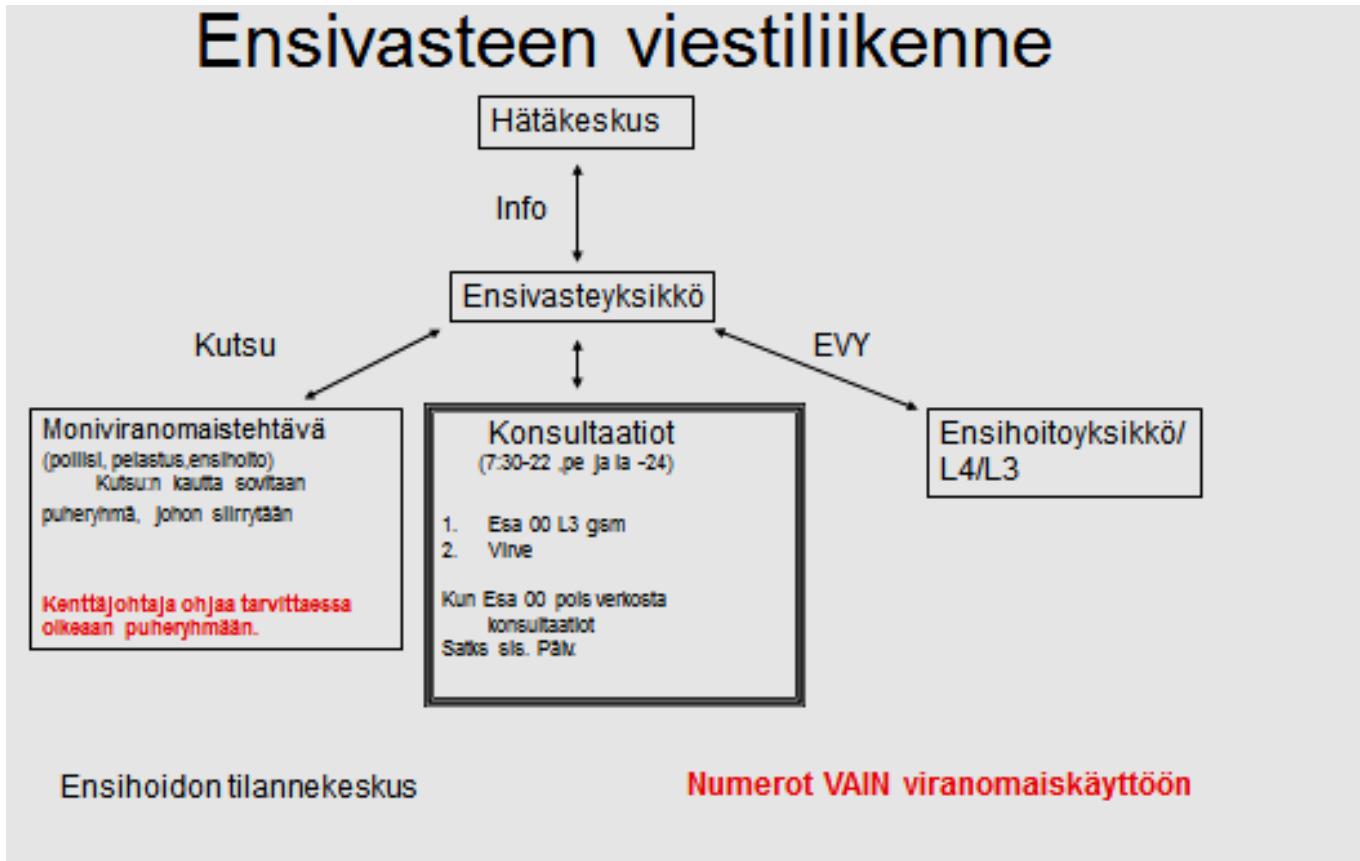 Ensivasteen viestiliikenne
Hätäkeskus
Info
Ensivasteyksikkö
Kutsu
EVY
Moniviranomaistehtävä
(poliisi, pelastus,ensihoito)
Kutsu:n kautta sovitaan
puheryhmä, johon siirrytään
Kenttäjohtaja ohjaa tarvittaessa
oikeaan puheryhmään.
Konsultaatiot
(7:30-22 ,pe ja la -24)
1. Esa 00 L3 gsm
2. Virve
Kun Esa 00 pois verkosta
konsultaatiot
Satks sis. Päiv.
Ensihoitoyksikkö/
L4/L3
Ensihoidon tilannekeskus
Numerot VAIN viranomaiskäyttöön